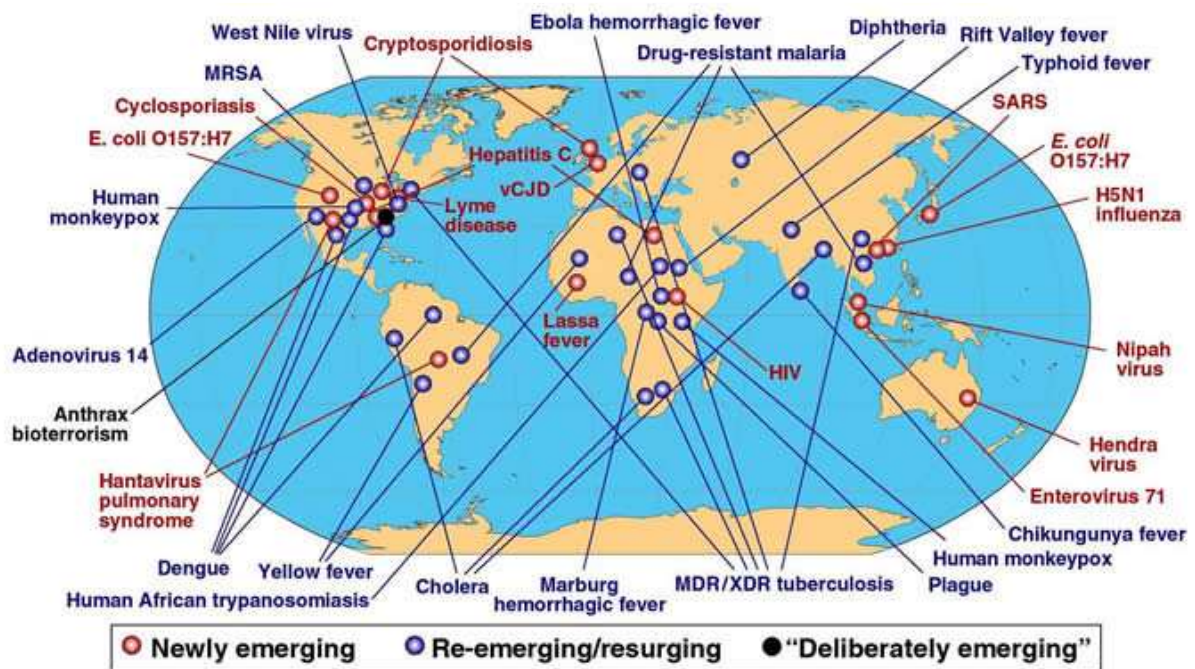 Ebola hemorrhagic fever
Diphtheria
Rift Valley fever
West Nile virus
Cryptosporidiosis
Drug-resistant malaria
Typhoid fever
MRSA
SARS
Cyclosporiasis
E. coli O157:H7
Hepatitis C
E. coli
O157:H7
vCJD
H5N1
influenza
Human
monkeypox
Lyme
disease
Lassa
fever
Adenovirus 14
HIV
Nipah
virus
Anthrax
bioterrorism
Hendra
virus
Hantavirus
pulmonary
syndrome
Enterovirus 71
Chikungunya fever
Dengue
Yellow fever
Human monkeypox
Cholera
Marburg
hemorrhagic fever
MDR/XDR tuberculosis
Plague
Human African trypanosomiasis
Newly emerging
Re-emerging/resurging
“Deliberately emerging”